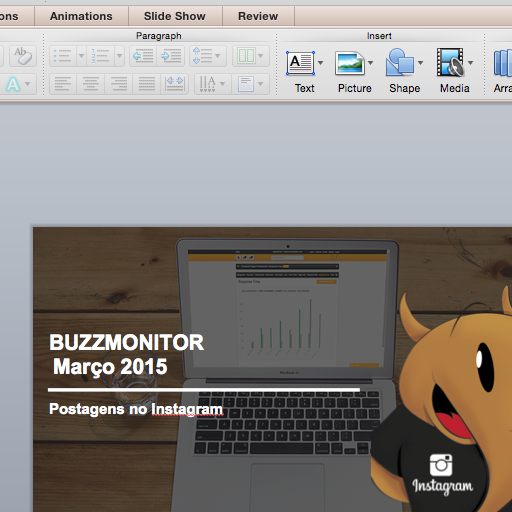 ons Animations Slide Show Review
Paragraph Insert
A
A
Text Picture Shape Media Arra
BUZZMONITOR
Março 2015
Postagens no Instagram
Instagram